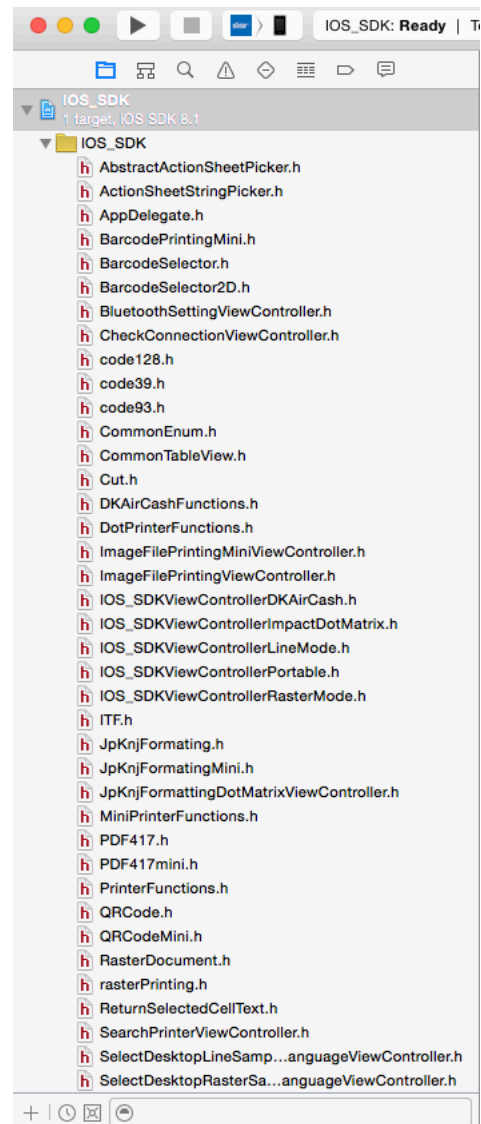 star
IOS_SDK: Ready | T
IOS_SDK
1 target, iOS SDK 8.1
IOS_SDK
h AbstractActionSheetPicker.h
h ActionSheetStringPicker.h
h AppDelegate.h
h BarcodePrintingMini.h
h BarcodeSelector.h
h BarcodeSelector2D.h
h BluetoothSettingViewController.h
h CheckConnectionViewController.h
h code128.h
h code39.h
h code93.h
h CommonEnum.h
h CommonTableView.h
h Cut.h
h DKAirCashFunctions.h
h DotPrinterFunctions.h
h ImageFilePrintingMiniViewController.h
h ImageFilePrintingViewController.h
h IOS_SDKViewControllerDKAirCash.h
h IOS_SDKViewControllerImpactDotMatrix.h
h IOS_SDKViewControllerLineMode.h
h IOS_SDKViewControllerPortable.h
h IOS_SDKViewControllerRasterMode.h
h ITF.h
h JpKnjFormating.h
h JpKnjFormatingMini.h
h JpKnjFormattingDotMatrixViewController.h
h MiniPrinterFunctions.h
h PDF417.h
h PDF417mini.h
h PrinterFunctions.h
h QRCode.h
h QRCodeMini.h
h RasterDocument.h
h rasterPrinting.h
h ReturnSelectedCellText.h
h SearchPrinterViewController.h
h SelectDesktopLineSamp...anguageViewController.h
h SelectDesktopRasterSa...anguageViewController.h